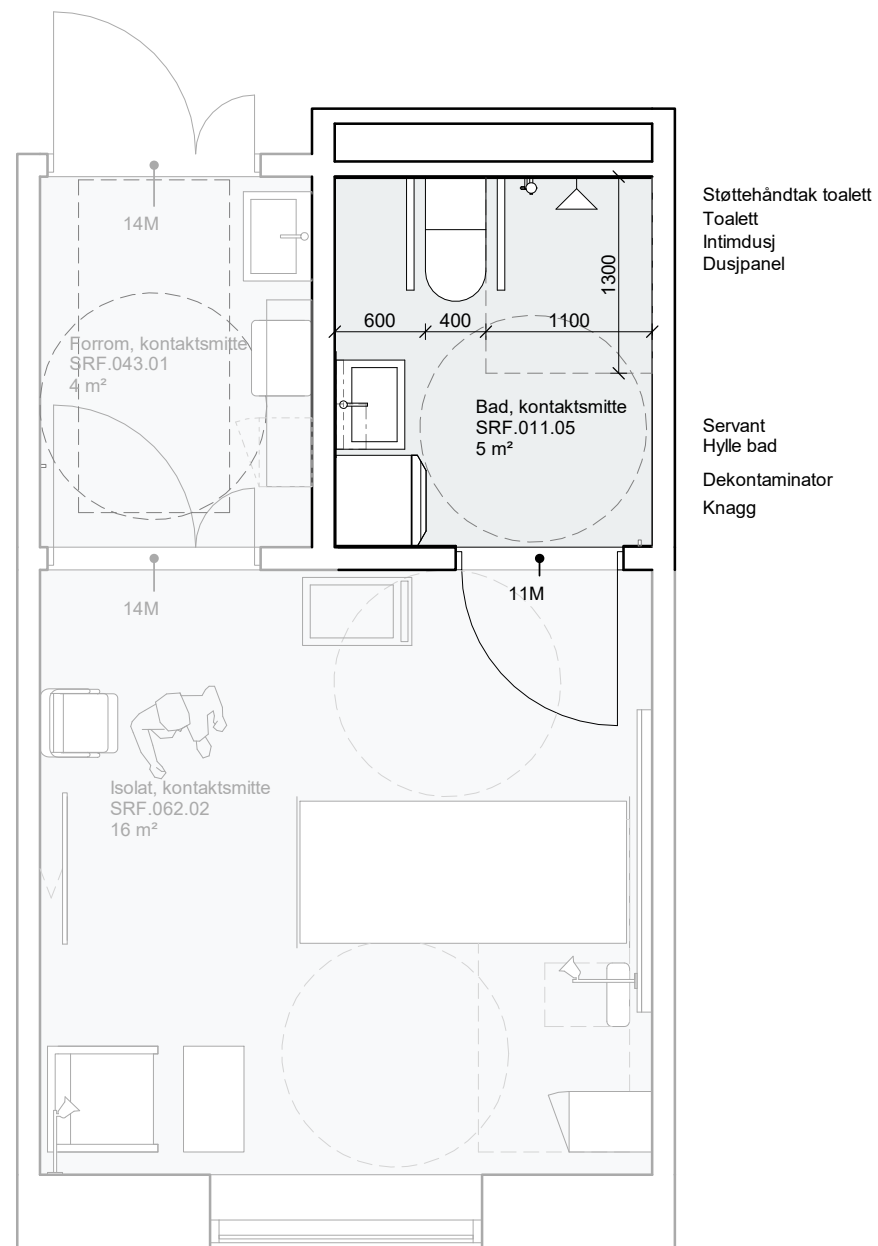 Støttehåndtak toalett
Toalett
Intimdusj
Dusjpanel
14M
1300
600
400
1100
Forrom, kontaktsmitte
SRF.043.01
4 m²
Bad, kontaktsmitte
SRF.011.05
5 m²
Servant
Hylle bad
Dekontaminator
Knagg
14M
11M
Isolat, kontaktsmitte
SRF.062.02
16 m²